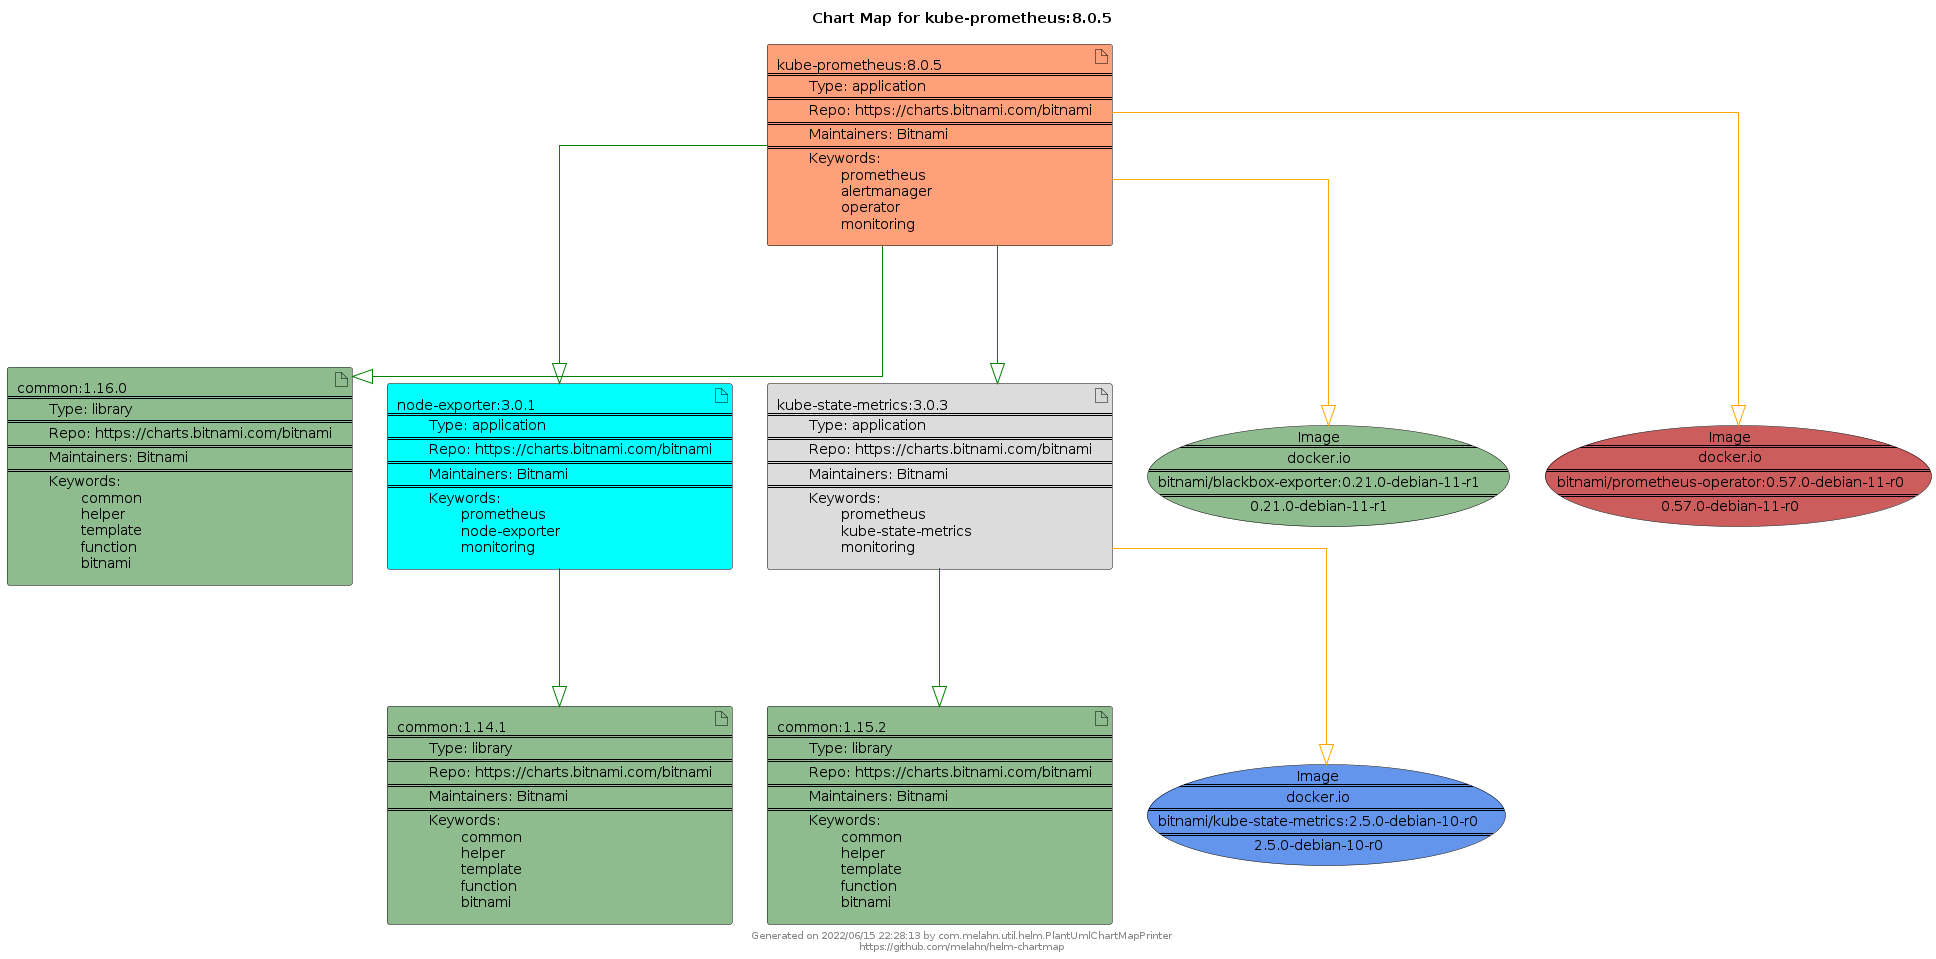 Chart Map for kube-prometheus:8.0.5
kube-prometheus:8.0.5
Type: application
Repo: https://charts.bitnami.com/bitnami
Maintainers: Bitnami
Keywords:
prometheus
alertmanager
operator
monitoring
common:1.16.0
Type: library
Repo: https://charts.bitnami.com/bitnami
Maintainers: Bitnami
Keywords:
common
helper
template
function
bitnami
node-exporter:3.0.1
Type: application
Repo: https://charts.bitnami.com/bitnami
Maintainers: Bitnami
Keywords:
prometheus
node-exporter
monitoring
kube-state-metrics:3.0.3
Type: application
Repo: https://charts.bitnami.com/bitnami
Maintainers: Bitnami
Keywords:
prometheus
kube-state-metrics
monitoring
Image
docker.io
bitnami/blackbox-exporter:0.21.0-debian-11-r1
0.21.0-debian-11-r1
Image
docker.io
bitnami/prometheus-operator:0.57.0-debian-11-r0
0.57.0-debian-11-r0
common:1.14.1
Type: library
Repo: https://charts.bitnami.com/bitnami
Maintainers: Bitnami
Keywords:
common
helper
template
function
bitnami
common:1.15.2
Type: library
Repo: https://charts.bitnami.com/bitnami
Maintainers: Bitnami
Keywords:
common
helper
template
function
bitnami
Image
docker.io
bitnami/kube-state-metrics:2.5.0-debian-10-r0
2.5.0-debian-10-r0
Generated on 2022/06/15 22:28:13 by com.melahn.util.helm.PlantUmlChartMapPrinter
https://github.com/melahn/helm-chartmap